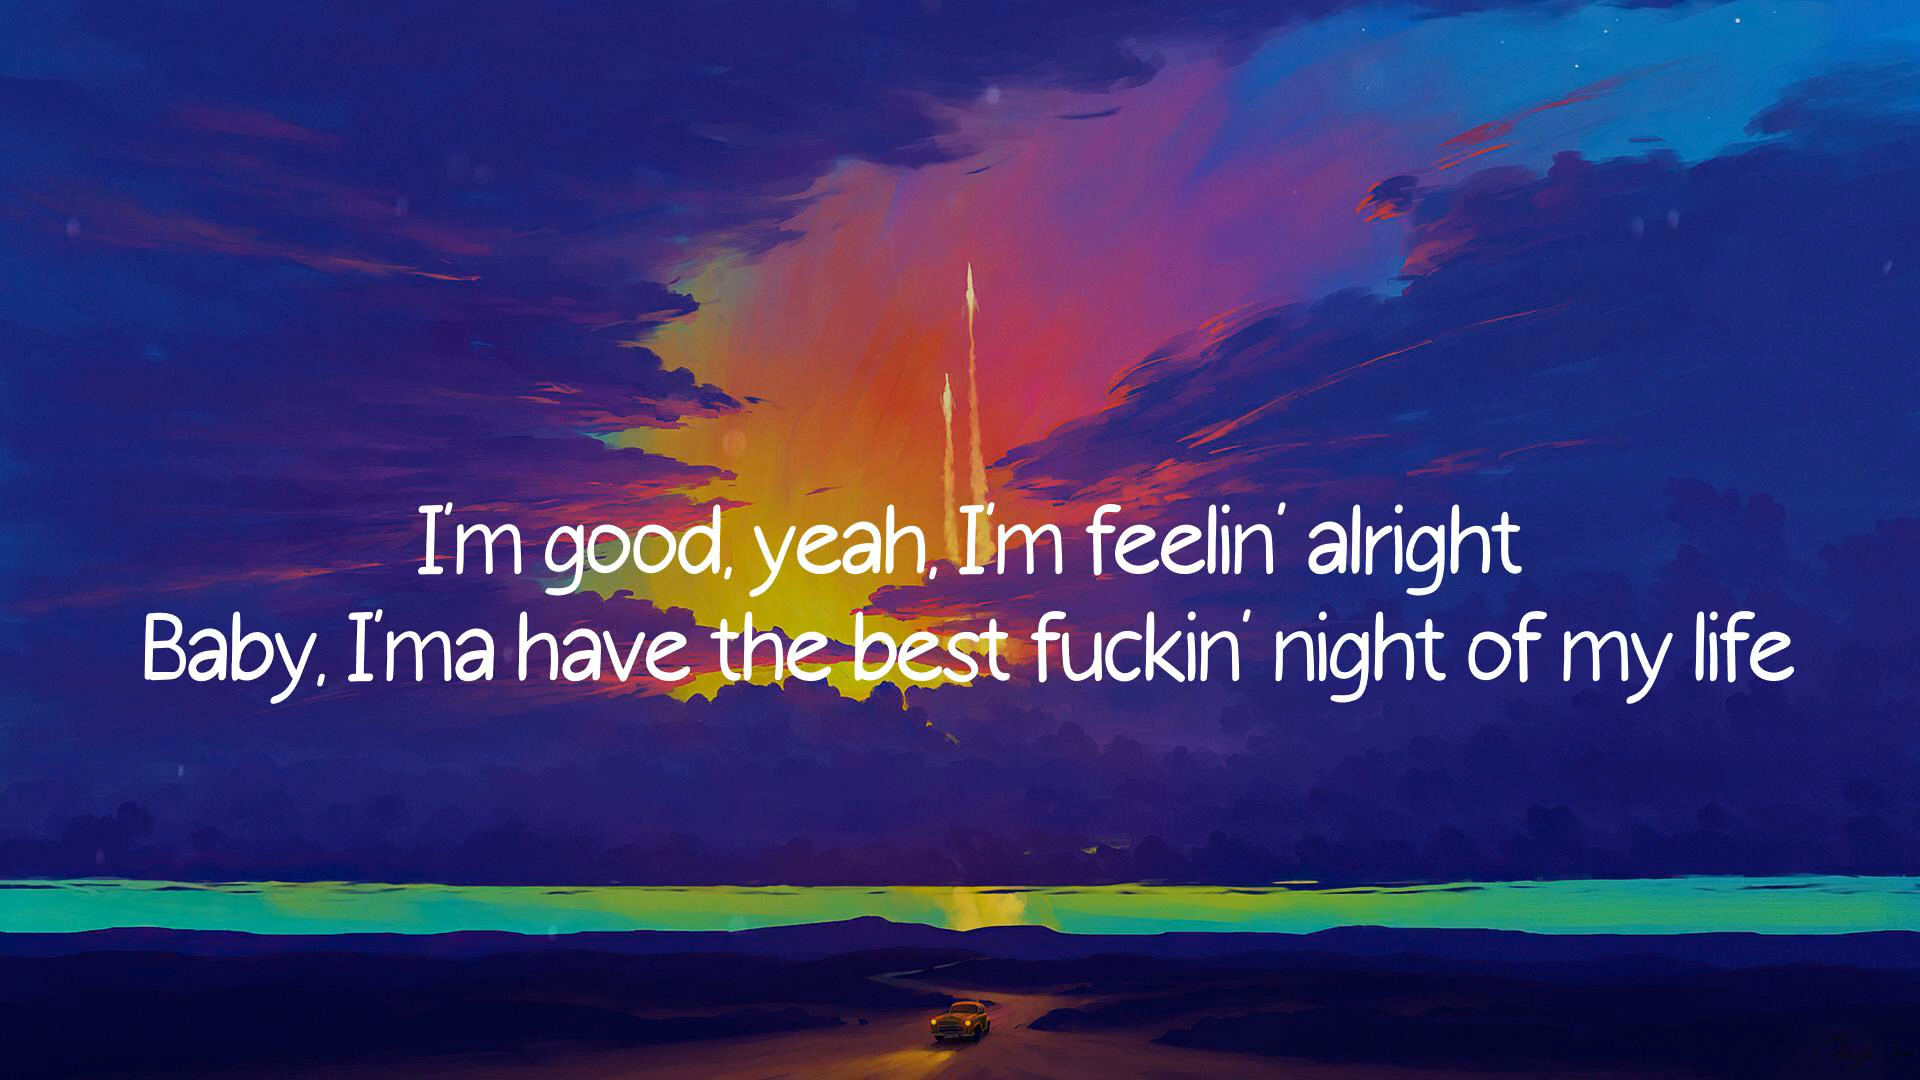 I'm good, yeah, I'm feelin' alright
Baby, I'ma have the best fuckin' night of my life